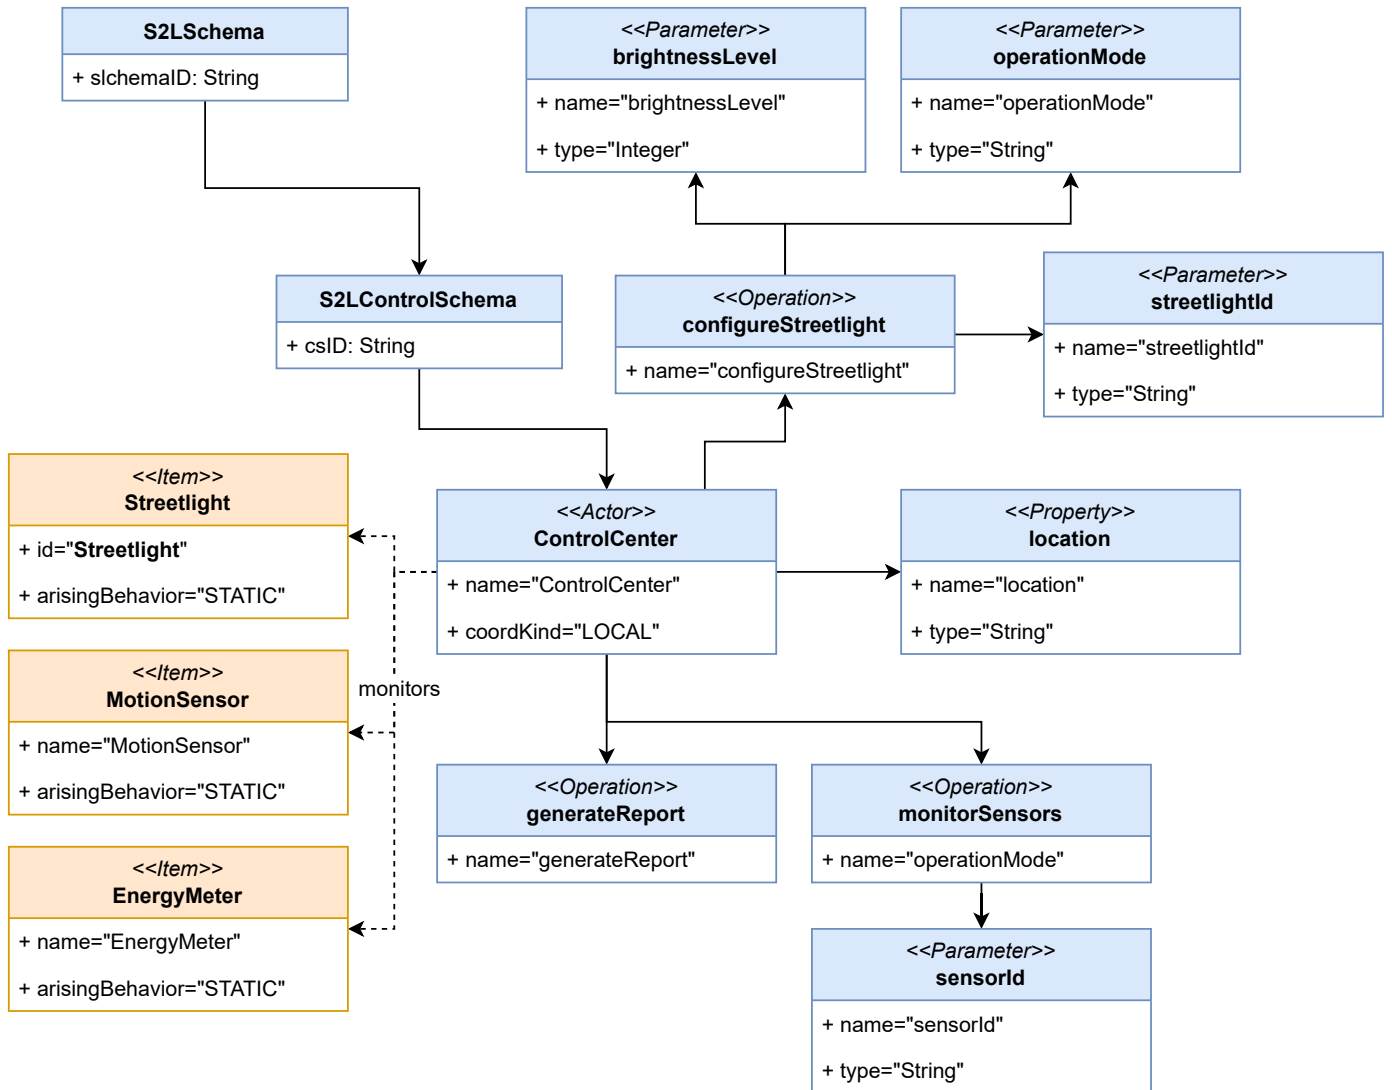 S2LSchema
+ slchemaID: String
<<Parameter>>
brightnessLevel
+ name="brightnessLevel"
+ type="Integer"
<<Parameter>>
operationMode
+ name="operationMode"
+ type="String"
S2LControlSchema
+ csID: String
<<Operation>>
configureStreetlight
+ name="configureStreetlight"
<<Parameter>>
streetlightId
+ name="streetlightId"
+ type="String"
<<Item>>
Streetlight
+ id="Streetlight"
+ arisingBehavior="STATIC"
<<Actor>>
ControlCenter
+ name="ControlCenter"
+ coordKind="LOCAL"
<<Property>>
location
+ name="location"
+ type="String"
<<Item>>
MotionSensor
+ name="MotionSensor"
+ arisingBehavior="STATIC"
monitors
<<Operation>>
generateReport
+ name="generateReport"
<<Operation>>
monitorSensors
+ name="operationMode"
<<Item>>
EnergyMeter
+ name="EnergyMeter"
+ arisingBehavior="STATIC"
<<Parameter>>
sensorId
+ name="sensorId"
+ type="String"